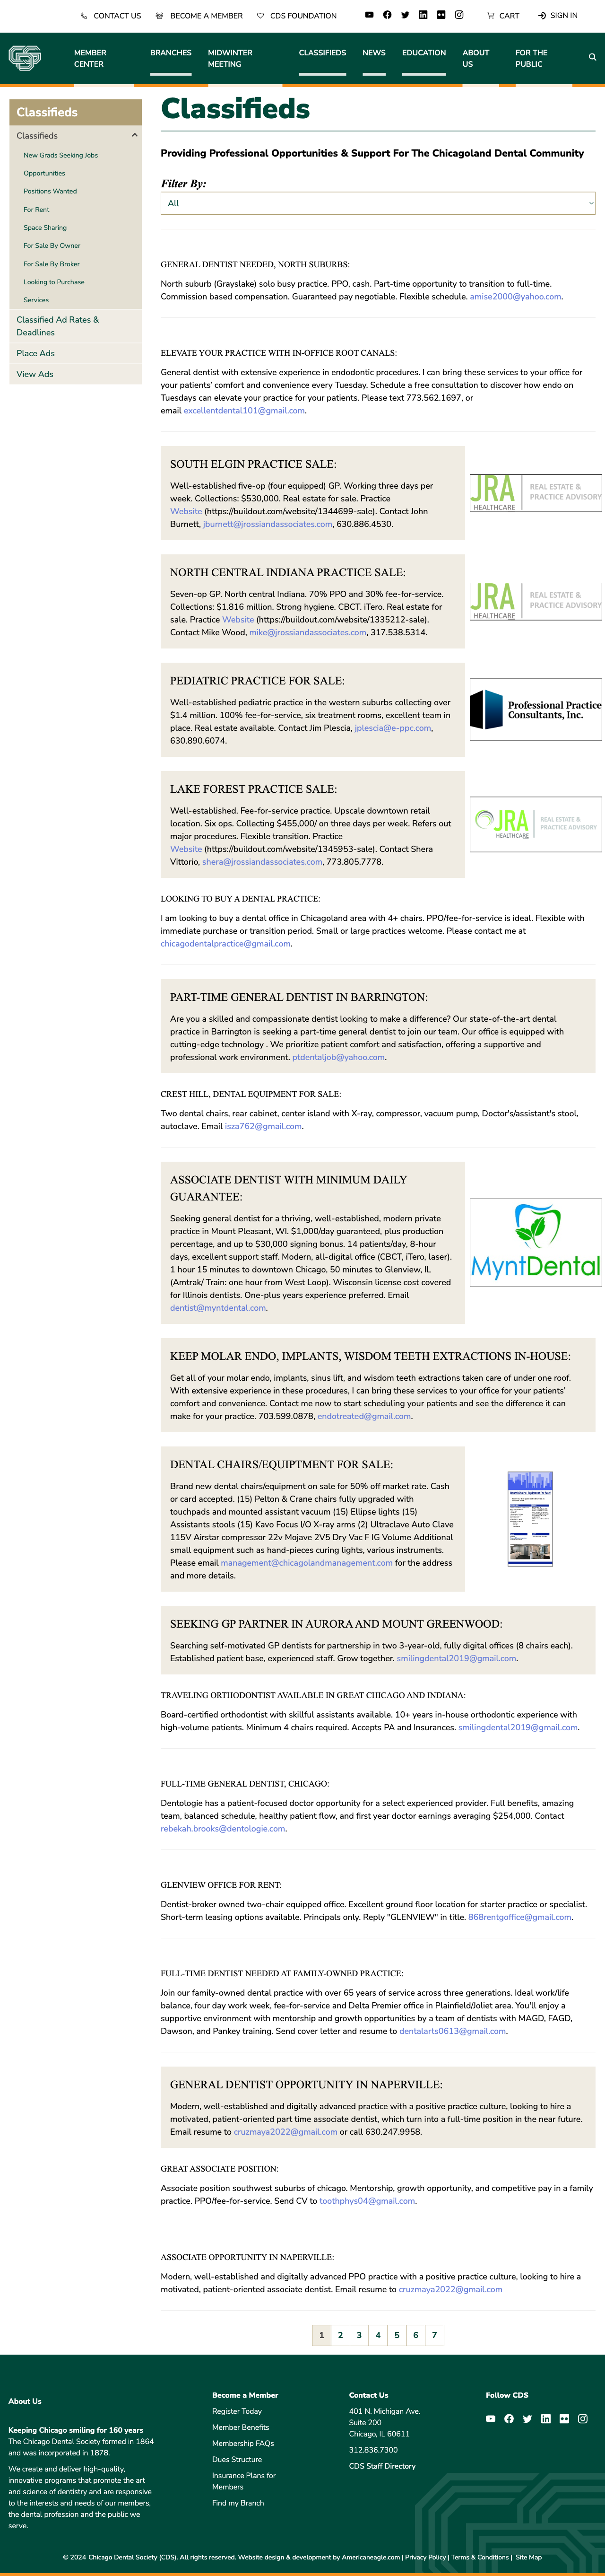 CONTACT US
BECOME A MEMBER
CDS FOUNDATION
CART
SIGN IN
MEMBER
CENTER
BRANCHES
MIDWINTER
MEETING
CLASSIFIEDS
NEWS
EDUCATION
ABOUT
US
FOR THE
PUBLIC
Classifieds
Classifieds
New Grads Seeking Jobs
Opportunities
Positions Wanted
For Rent
Space Sharing
For Sale By Owner
For Sale By Broker
Looking to Purchase
Services
Classified Ad Rates &
Deadlines
Place Ads
View Ads
Classifieds
Providing Professional Opportunities & Support For The Chicagoland Dental Community
Filter By:
All
GENERAL DENTIST NEEDED, NORTH SUBURBS:
North suburb (Grayslake) solo busy practice. PPO, cash. Part-time opportunity to transition to full-time.
Commission based compensation. Guaranteed pay negotiable. Flexible schedule. amise2000@yahoo.com.
ELEVATE YOUR PRACTICE WITH IN-OFFICE ROOT CANALS:
General dentist with extensive experience in endodontic procedures. I can bring these services to your office for
your patients' comfort and convenience every Tuesday. Schedule a free consultation to discover how endo on
Tuesdays can elevate your practice for your patients. Please text 773.562.1697, or
email excellentdental101@gmail.com.
SOUTH ELGIN PRACTICE SALE:
Well-established five-op (four equipped) GP. Working three days per
week. Collections: $530,000. Real estate for sale. Practice
Website (https://buildout.com/website/1344699-sale). Contact John
Burnett, jburnett@jrossiandassociates.com, 630.886.4530.
JRA
HEALTHCARE
REAL ESTATE &
PRACTICE ADVISORY
NORTH CENTRAL INDIANA PRACTICE SALE:
Seven-op GP. North central Indiana. 70% PPO and 30% fee-for-service.
Collections: $1.816 million. Strong hygiene. CBCT. iTero. Real estate for
sale. Practice Website (https://buildout.com/website/1335212-sale).
Contact Mike Wood, mike@jrossiandassociates.com, 317.538.5314.
JRA
HEALTHCARE
REAL ESTATE &
PRACTICE ADVISORY
PEDIATRIC PRACTICE FOR SALE:
Well-established pediatric practice in the western suburbs collecting over
$1.4 million. 100% fee-for-service, six treatment rooms, excellent team in
place. Real estate available. Contact Jim Plescia, jplescia@e-ppc.com,
630.890.6074.
Professional Practice
Consultants, Inc.
LAKE FOREST PRACTICE SALE:
Well-established. Fee-for-service practice. Upscale downtown retail
location. Six ops. Collecting $455,000/ on three days per week. Refers out
major procedures. Flexible transition. Practice
Website (https://buildout.com/website/1345953-sale). Contact Shera
Vittorio, shera@jrossiandassociates.com, 773.805.7778.
JRA
HEALTHCARE
REAL ESTATE &
PRACTICE ADVISORY
LOOKING TO BUY A DENTAL PRACTICE:
I am looking to buy a dental office in Chicagoland area with 4+ chairs. PPO/fee-for-service is ideal. Flexible with
immediate purchase or transition period. Small or large practices welcome. Please contact me at
chicagodentalpractice@gmail.com.
PART-TIME GENERAL DENTIST IN BARRINGTON:
Are you a skilled and compassionate dentist looking to make a difference? Our state-of-the-art dental
practice in Barrington is seeking a part-time general dentist to join our team. Our office is equipped with
cutting-edge technology . We prioritize patient comfort and satisfaction, offering a supportive and
professional work environment. ptdentaljob@yahoo.com.
CREST HILL, DENTAL EQUIPMENT FOR SALE:
Two dental chairs, rear cabinet, center island with X-ray, compressor, vacuum pump, Doctor's/assistant's stool,
autoclave. Email isza762@gmail.com.
ASSOCIATE DENTIST WITH MINIMUM DAILY
GUARANTEE:
Seeking general dentist for a thriving, well-established, modern private
practice in Mount Pleasant, WI. $1,000/day guaranteed, plus production
percentage, and up to $30,000 signing bonus. 14 patients/day, 8-hour
days, excellent support staff. Modern, all-digital office (CBCT, iTero, laser).
1 hour 15 minutes to downtown Chicago, 50 minutes to Glenview, IL
(Amtrak/ Train: one hour from West Loop). Wisconsin license cost covered
for Illinois dentists. One-plus years experience preferred. Email
dentist@myntdental.com.
MyntDental
KEEP MOLAR ENDO, IMPLANTS, WISDOM TEETH EXTRACTIONS IN-HOUSE:
Get all of your molar endo, implants, sinus lift, and wisdom teeth extractions taken care of under one roof.
With extensive experience in these procedures, I can bring these services to your office for your patients'
comfort and convenience. Contact me now to start scheduling your patients and see the difference it can
make for your practice. 703.599.0878, endotreated@gmail.com.
DENTAL CHAIRS/EQUIPTMENT FOR SALE:
Brand new dental chairs/equipment on sale for 50% off market rate. Cash
or card accepted. (15) Pelton & Crane chairs fully upgraded with
touchpads and mounted assistant vacuum (15) Ellipse lights (15)
Assistants stools (15) Kavo Focus I/O X-ray arms (2) Ultraclave Auto Clave
115V Airstar compressor 22v Mojave 2V5 Dry Vac F IG Volume Additional
small equipment such as hand-pieces curing lights, various instruments.
Please email management@chicagolandmanagement.com for the address
and more details.
SEEKING GP PARTNER IN AURORA AND MOUNT GREENWOOD:
Searching self-motivated GP dentists for partnership in two 3-year-old, fully digital offices (8 chairs each).
Established patient base, experienced staff. Grow together. smilingdental2019@gmail.com.
TRAVELING ORTHODONTIST AVAILABLE IN GREAT CHICAGO AND INDIANA:
Board-certified orthodontist with skillful assistants available. 10+ years in-house orthodontic experience with
high-volume patients. Minimum 4 chairs required. Accepts PA and Insurances. smilingdental2019@gmail.com.
FULL-TIME GENERAL DENTIST, CHICAGO:
Dentologie has a patient-focused doctor opportunity for a select experienced provider. Full benefits, amazing
team, balanced schedule, healthy patient flow, and first year doctor earnings averaging $254,000. Contact
rebekah.brooks@dentologie.com.
GLENVIEW OFFICE FOR RENT:
Dentist-broker owned two-chair equipped office. Excellent ground floor location for starter practice or specialist.
Short-term leasing options available. Principals only. Reply "GLENVIEW" in title. 868rentgoffice@gmail.com.
FULL-TIME DENTIST NEEDED AT FAMILY-OWNED PRACTICE:
Join our family-owned dental practice with over 65 years of service across three generations. Ideal work/life
balance, four day work week, fee-for-service and Delta Premier office in Plainfield/Joliet area. You'll enjoy a
supportive environment with mentorship and growth opportunities by a team of dentists with MAGD, FAGD,
Dawson, and Pankey training. Send cover letter and resume to dentalarts0613@gmail.com.
GENERAL DENTIST OPPORTUNITY IN NAPERVILLE:
Modern, well-established and digitally advanced practice with a positive practice culture, looking to hire a
motivated, patient-oriented part time associate dentist, which turn into a full-time position in the near future.
Email resume to cruzmaya2022@gmail.com or call 630.247.9958.
GREAT ASSOCIATE POSITION:
Associate position southwest suburbs of chicago. Mentorship, growth opportunity, and competitive pay in a family
practice. PPO/fee-for-service. Send CV to toothphys04@gmail.com.
ASSOCIATE OPPORTUNITY IN NAPERVILLE:
Modern, well-established and digitally advanced PPO practice with a positive practice culture, looking to hire a
motivated, patient-oriented associate dentist. Email resume to cruzmaya2022@gmail.com
1 2 3 4 5 6 7
About Us
Keeping Chicago smiling for 160 years
The Chicago Dental Society formed in 1864
and was incorporated in 1878.
We create and deliver high-quality,
innovative programs that promote the art
and science of dentistry and are responsive
to the interests and needs of our members,
the dental profession and the public we
serve.
Become a Member
Register Today
Member Benefits
Membership FAQs
Dues Structure
Insurance Plans for
Members
Find my Branch
Contact Us
401 N. Michigan Ave.
Suite 200
Chicago, IL 60611
312.836.7300
CDS Staff Directory
Follow CDS
© 2024 Chicago Dental Society (CDS). All rights reserved. Website design & development by Americaneagle.com | Privacy Policy | Terms & Conditions | Site Map